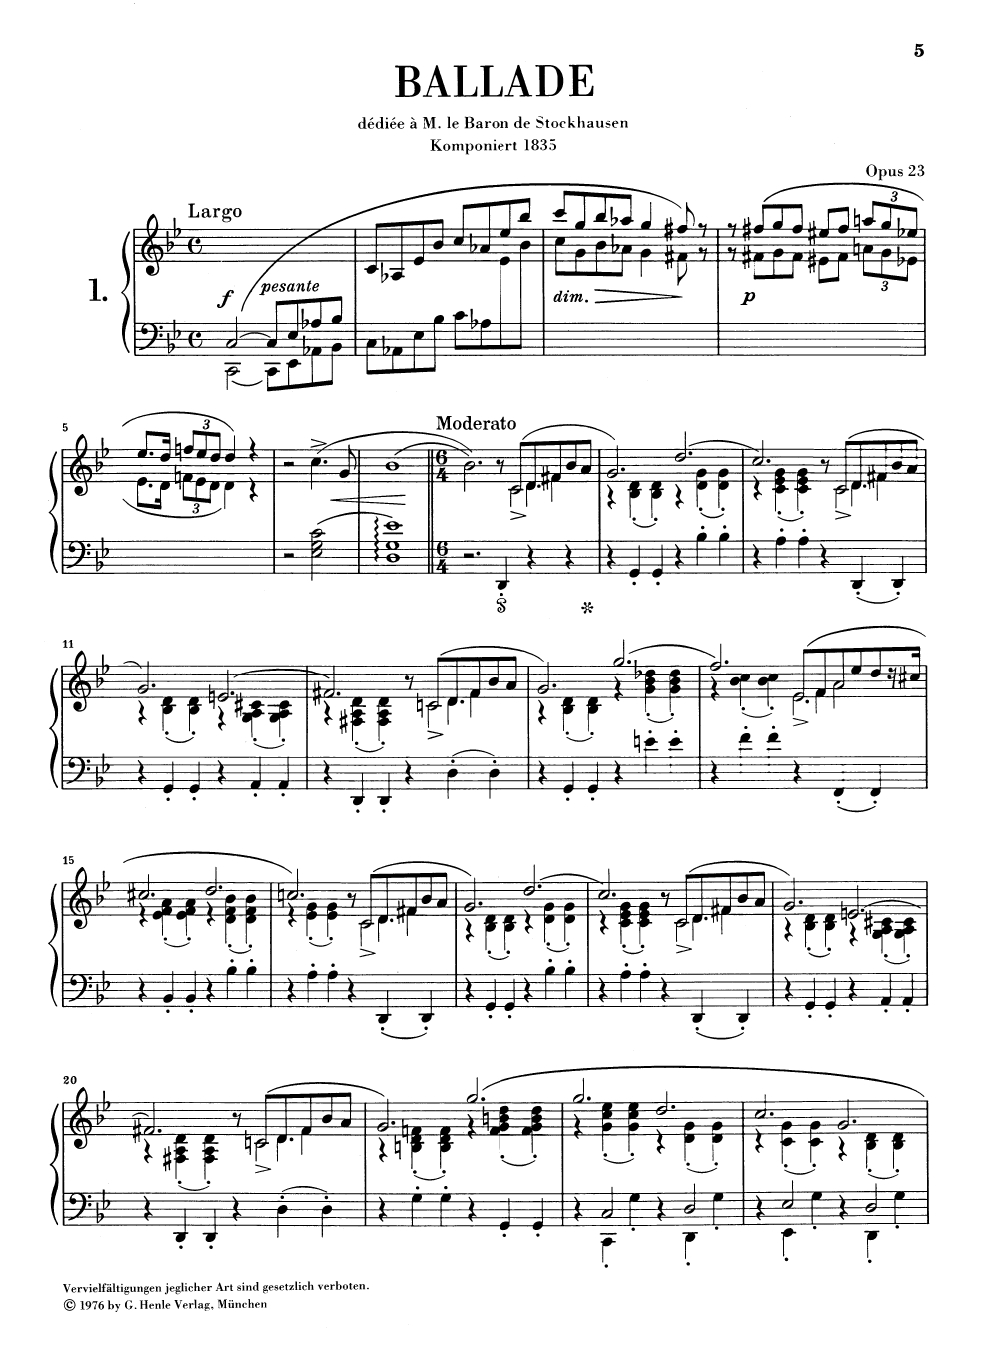 5
BALLADE
dédiée à M. le Baron de Stockhausen
Komponiert 1835
Opus 23
Largo
1.
f
pesante
dim.
p
3
3
5
3
3
Moderato
6
4
6
4
11
15
20
Vervielfältigungen jeglicher Art sind gesetzlich verboten.
© 1976 by G. Henle Verlag, München